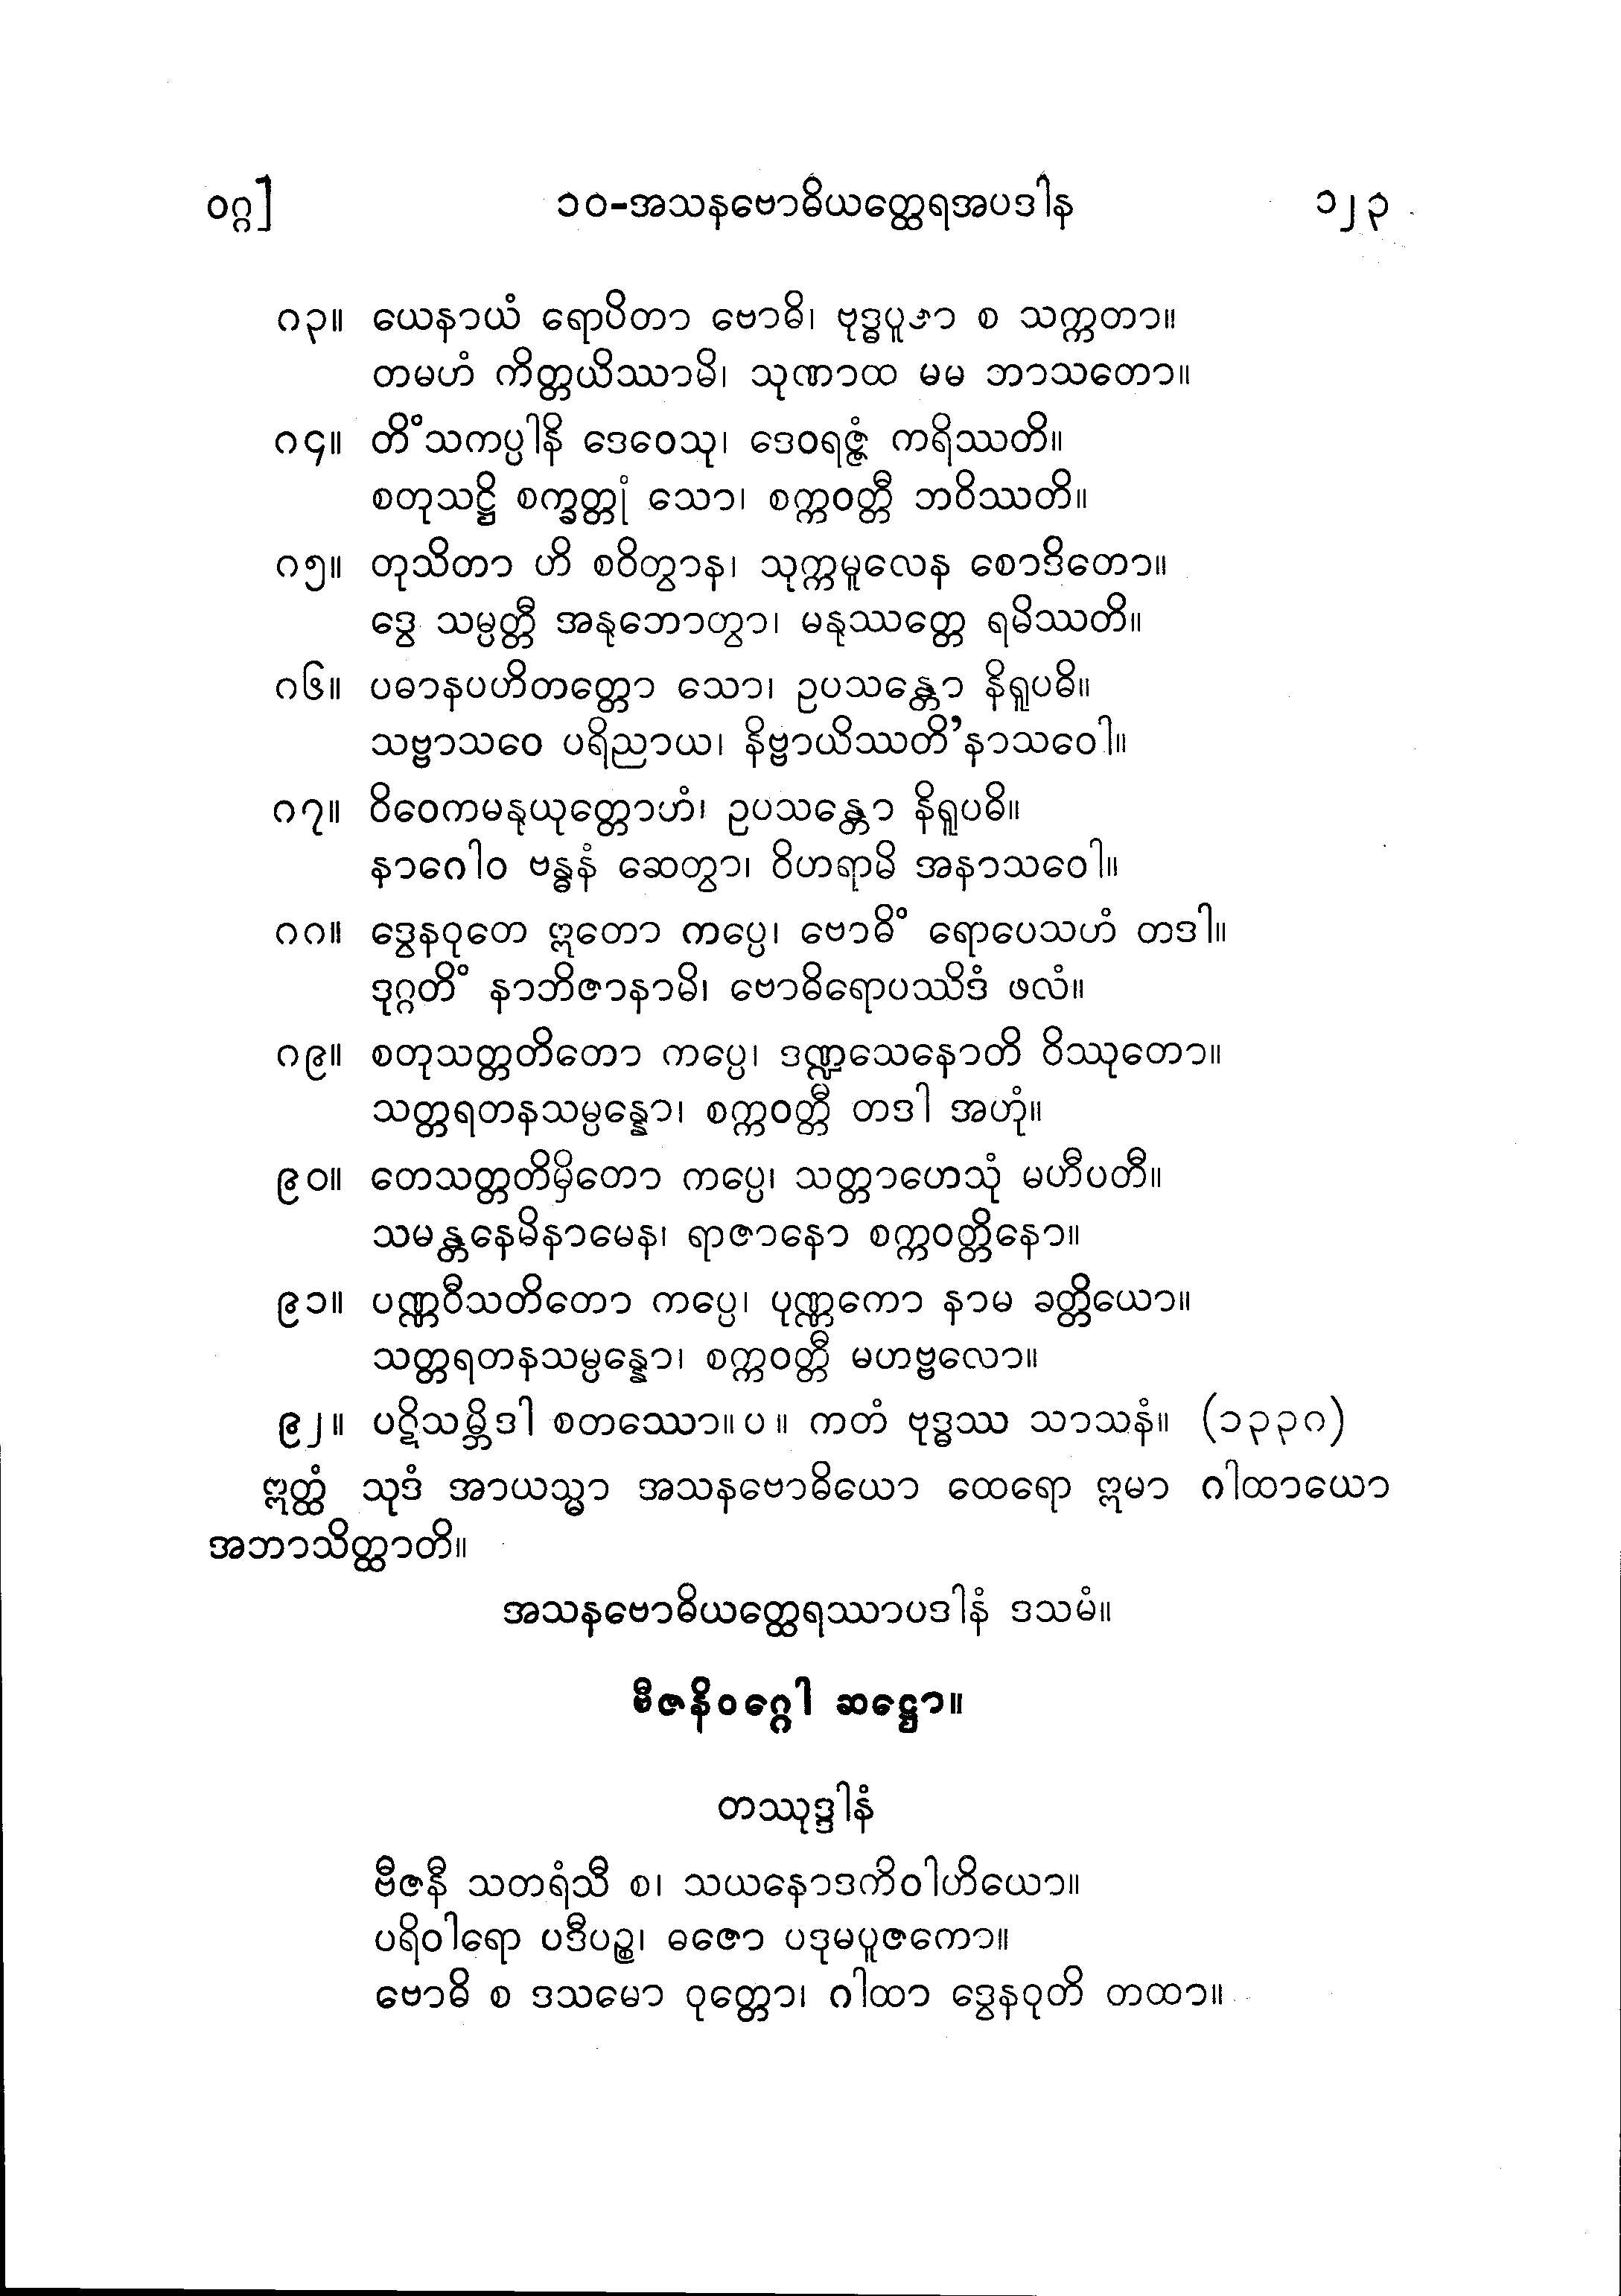 ဝဂ္ဂ] ၁၀-အသနဗောဓိယတ္ထေရအပဒါန ၁၂၃
၈၃။ ယေနာယံ ရောပိတာ ဗောဓိ၊ ဗုဒ္ဓပူဇာ စ သက္ကတာ။
တမဟံ ကိတ္တယိဿာမိ၊ သုဏာထ မမ ဘာသတော။
၈၄။ တိံသကပ္ပါနိ ဒေဝေသု၊ ဒေဝရဇ္ဇံ ကရိဿတိ။
စတုသဋ္ဌိ စက္ခတ္တုံ သော၊ စက္ကဝတ္တီ ဘဝိဿတိ။
၈၅။ တုသိတာ ဟိ စဝိတွာန၊ သုက္ကမူလေန စောဒိတော။
ဒွေ သမ္ပတ္တီ အနုဘောတွာ၊ မနုဿတ္တေ ရမိဿတိ။
၈၆။ ပဓာနပဟိတတ္တော သော၊ ဥပသန္တော နိရူပဓိ။
သဗ္ဗာသဝေ ပရိညာယ၊ နိဗ္ဗာယိဿတိ’နာသဝေါ။
၈၇။ ဝိဝေကမနုယုတ္တောဟံ၊ ဥပသန္တော နိရူပဓိ။
နာဂေါဝ ဗန္ဓနံ ဆေတွာ၊ ဝိဟရာမိ အနာသဝေါ။
၈၈။ ဒွေနဝုတေ ဣတော ကပ္ပေ၊ ဗောဓိံ ရောပေသဟံ တဒါ။
ဒုဂ္ဂတိံ နာဘိဇာနာမိ၊ ဗောဓိရောပဿိဒံ ဖလံ။
၈၉။ စတုသတ္တတိတော ကပ္ပေ၊ ဒဏ္ဍသေနောတိ ဝိဿုတော။
သတ္တရတနသမ္ပန္နော၊ စက္ကဝတ္တီ တဒါ အဟုံ။
၉၀။ တေသတ္တတိမှိတော ကပ္ပေ၊ သတ္တာဟေသုံ မဟီပတီ။
သမန္တနေမိနာမေန၊ ရာဇာနော စက္ကဝတ္တိနော။
၉၁။ ပဏ္ဏဝီသတိတော ကပ္ပေ၊ ပုဏ္ဏကော နာမ ခတ္တိယော။
သတ္တရတနသမ္ပန္နော၊ စက္ကဝတ္တီ မဟဗ္ဗလော။
၉၂။ ပဋိသမ္ဘိဒါ စတဿော။ပ။ ကတံ ဗုဒ္ဓဿ သာသနံ။ (၁၃၃၈)
ဣတ္ထံ သုဒံ အာယသ္မာ အသနဗောဓိယော ထေရော ဣမာ ဂါထာယော
အဘာသိတ္ထာတိ။
အသနဗောဓိယတ္ထေရဿာပဒါနံ ဒသမံ။
ဗီဇနိဝဂ္ဂေါ ဆဋ္ဌော။
တဿုဒ္ဒါနံ
ဗီဇနီ သတရံသီ စ၊ သယနောဒကိဝါဟိယော။
ပရိဝါရော ပဒီပဉ္စ၊ ဓဇော ပဒုမပူဇကော။
ဗောဓိ စ ဒသမော ဝုတ္တော၊ ဂါထာ ဒွေနဝုတိ တထာ။